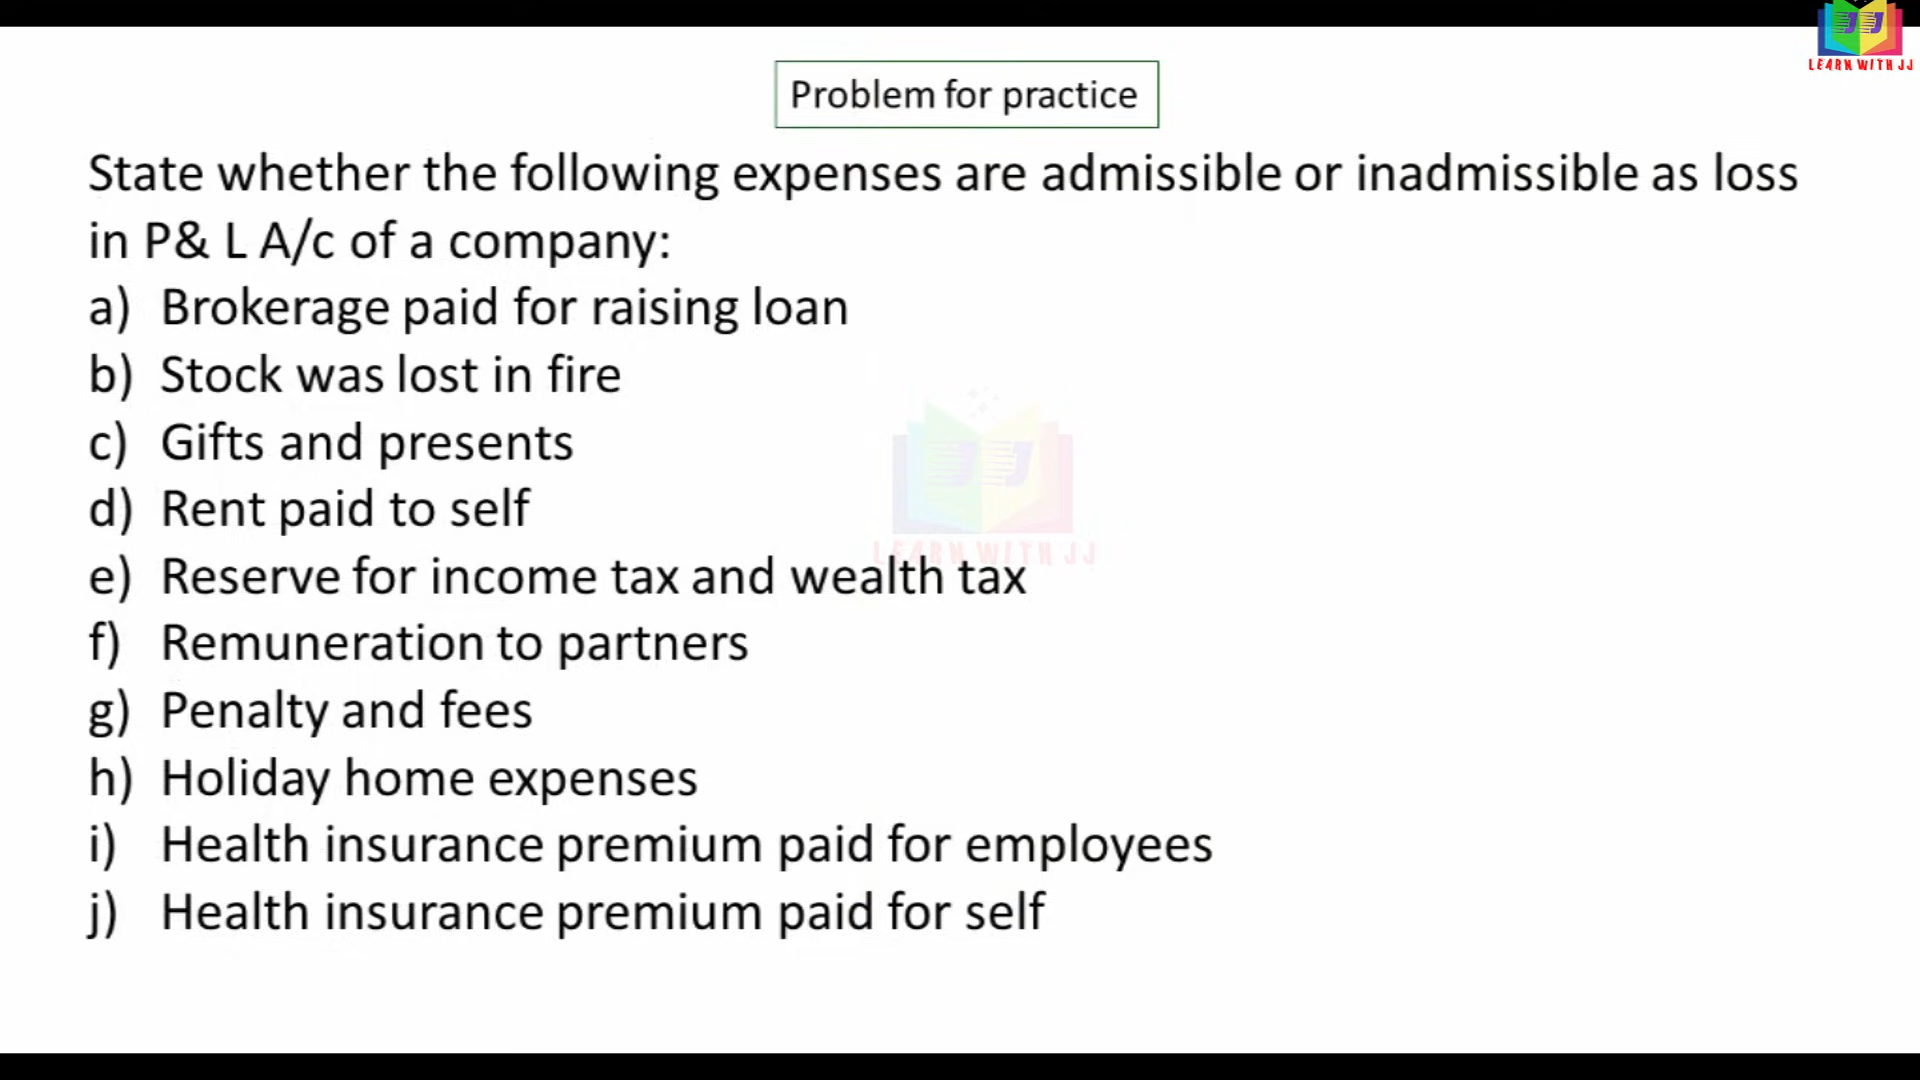 LEARN WITH JJ
Problem for practice
State whether the following expenses are admissible or inadmissible as loss
in P& L A/c of a company:
a) Brokerage paid for raising loan
b) Stock was lost in fire
c) Gifts and presents
d) Rent paid to self
LEARN WITH JJ
e) Reserve for income tax and wealth tax
f) Remuneration to partners
g) Penalty and fees
h) Holiday home expenses
i) Health insurance premium paid for employees
j) Health insurance premium paid for self